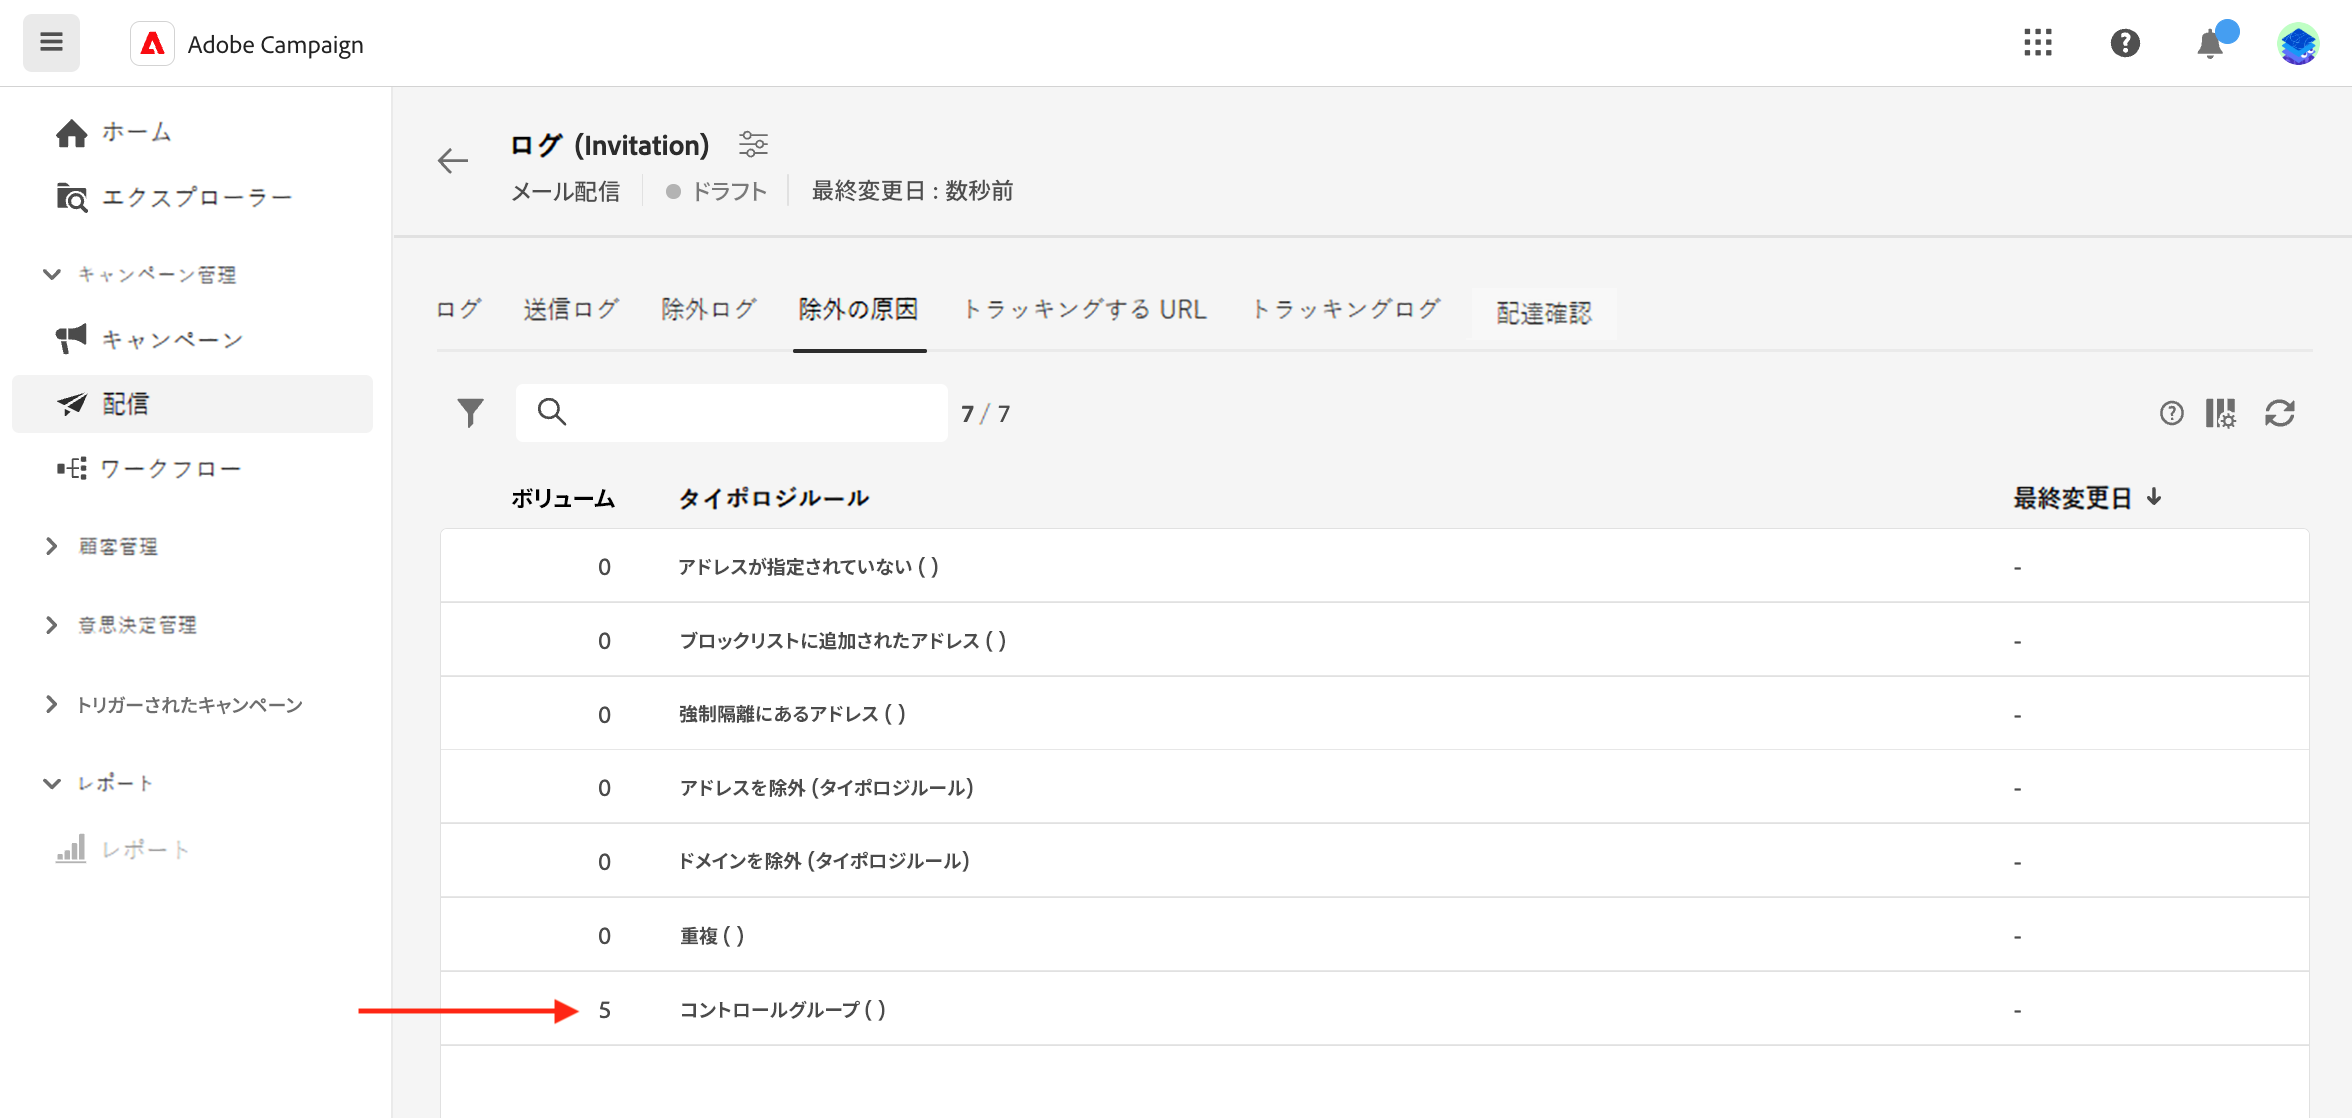 Adobe Campaign
ホーム
エクスプローラー
キャンペーン管理
キャンペーン
配信
ワークフロー
顧客管理
意思決定管理
トリガーされたキャンペーン
レポート
レポート
ログ (Invitation)
メール配信 ドラフト 最終変更日 : 数秒前
ログ 送信ログ 除外ログ 除外の原因 トラッキングする URL トラッキングログ 配達確認
7 / 7
ボリューム タイポロジルール 最終変更日
0 アドレスが指定されていない ( ) -
0 ブロックリストに追加されたアドレス ( ) -
0 強制隔離にあるアドレス ( ) -
0 アドレスを除外 (タイポロジルール) -
0 ドメインを除外 (タイポロジルール) -
0 重複 ( ) -
5 コントロールグループ ( ) -